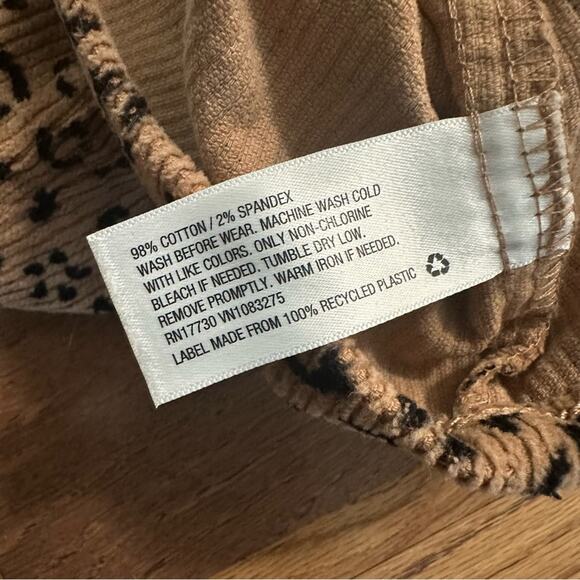 98% COTTON / 2% SPANDEX
WASH BEFORE WEAR. MACHINE WASH COLD
WITH LIKE COLORS. ONLY NON-CHLORINE
BLEACH IF NEEDED. TUMBLE DRY LOW.
REMOVE PROMPTLY. WARM IRON IF NEEDED.
RN17730 VN1083275
LABEL MADE FROM 100% RECYCLED PLASTIC